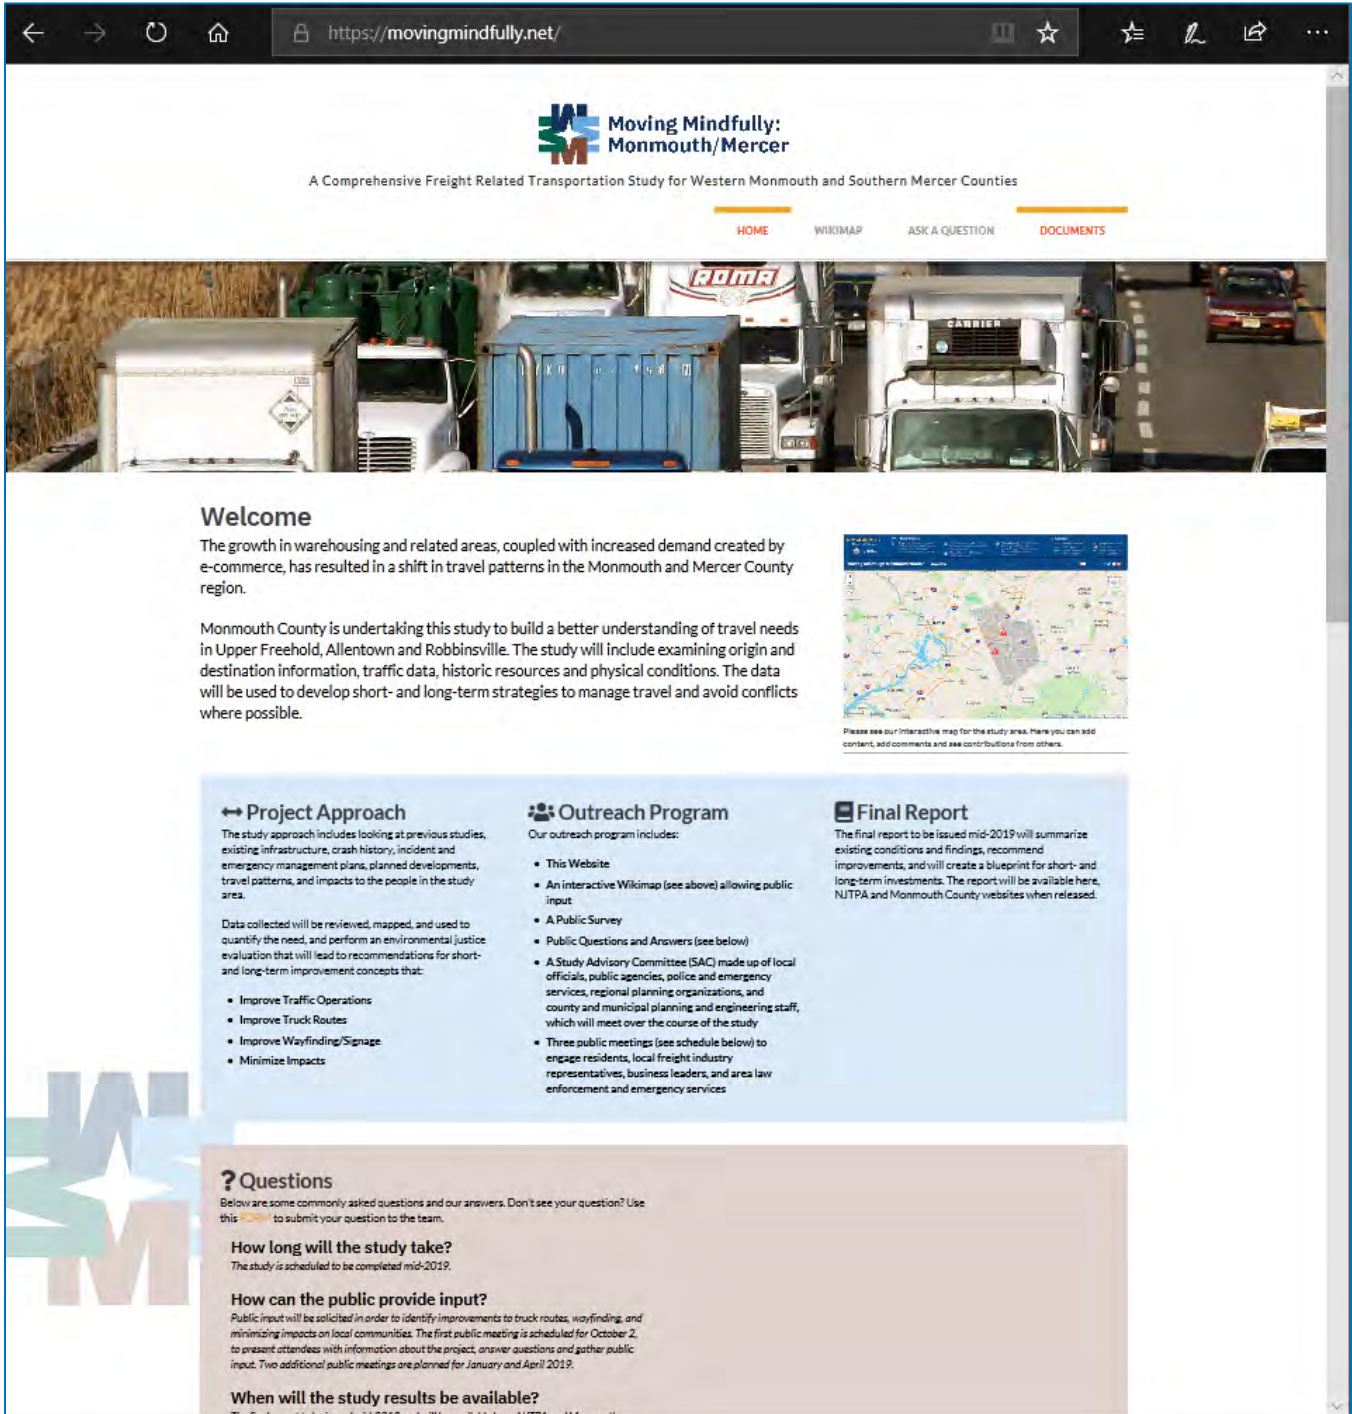 https://movingmindfully.net/
Moving Mindfully:
Monmouth/Mercer
A Comprehensive Freight Related Transportation Study for Western Monmouth and Southern Mercer Counties
HOME WIKIMAP ASK A QUESTION DOCUMENTS
ROMA
CARRIER
Welcome
The growth in warehousing and related areas, coupled with increased demand created by
e-commerce, has resulted in a shift in travel patterns in the Monmouth and Mercer County
region.
Monmouth County is undertaking this study to build a better understanding of travel needs
in Upper Freehold, Allentown and Robbinsville. The study will include examining origin and
destination information, traffic data, historic resources and physical conditions. The data
will be used to develop short- and long-term strategies to manage travel and avoid conflicts
where possible.
Please see our interactive map for the study area. Here you can add
content, add comments and see contributions from others.
Project Approach
The study approach includes looking at previous studies,
existing infrastructure, crash history, incident and
emergency management plans, planned developments,
travel patterns, and impacts to the people in the study
area.
Data collected will be reviewed, mapped, and used to
quantify the need, and perform an environmental justice
evaluation that will lead to recommendations for short-
and long-term improvement concepts that:
• Improve Traffic Operations
• Improve Truck Routes
• Improve Wayfinding/Signage
• Minimize Impacts
Outreach Program
Our outreach program includes:
• This Website
• An interactive Wikimap (see above) allowing public
input
• A Public Survey
• Public Questions and Answers (see below)
• A Study Advisory Committee (SAC) made up of local
officials, public agencies, police and emergency
services, regional planning organizations, and
county and municipal planning and engineering staff,
which will meet over the course of the study
• Three public meetings (see schedule below) to
engage residents, local freight industry
representatives, business leaders, and area law
enforcement and emergency services
Final Report
The final report to be issued mid-2019 will summarize
existing conditions and findings, recommend
improvements, and will create a blueprint for short- and
long-term investments. The report will be available here,
NJTPA and Monmouth County websites when released.
? Questions
Below are some commonly asked questions and our answers. Don't see your question? Use
this FORM to submit your question to the team.
How long will the study take?
The study is scheduled to be completed mid-2019.
How can the public provide input?
Public input will be solicited in order to identify improvements to truck routes, wayfinding, and
minimizing impacts on local communities. The first public meeting is scheduled for October 2,
to present attendees with information about the project, answer questions and gather public
input. Two additional public meetings are planned for January and April 2019.
When will the study results be available?